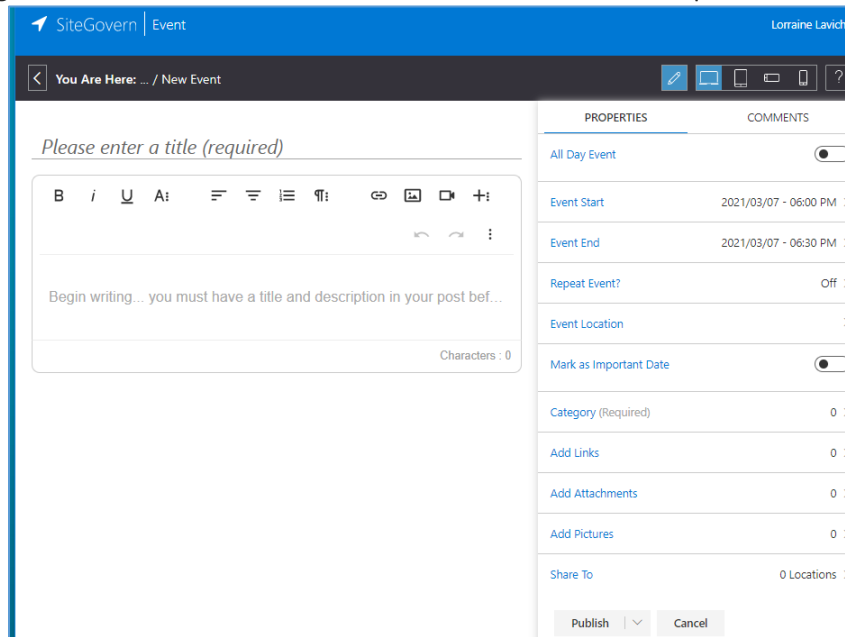 SiteGovern | Event
Lorraine Lavich
You Are Here: ... / New Event
?
PROPERTIES
COMMENTS
Please enter a title (required)
All Day Event
B i U A
Event Start 2021/03/07 - 06:00 PM
Event End 2021/03/07 - 06:30 PM
Begin writing... you must have a title and description in your post bef...
Repeat Event? Off
Event Location
Characters : 0
Mark as Important Date
Category (Required) 0
Add Links 0
Add Attachments 0
Add Pictures 0
Share To 0 Locations
Publish Cancel